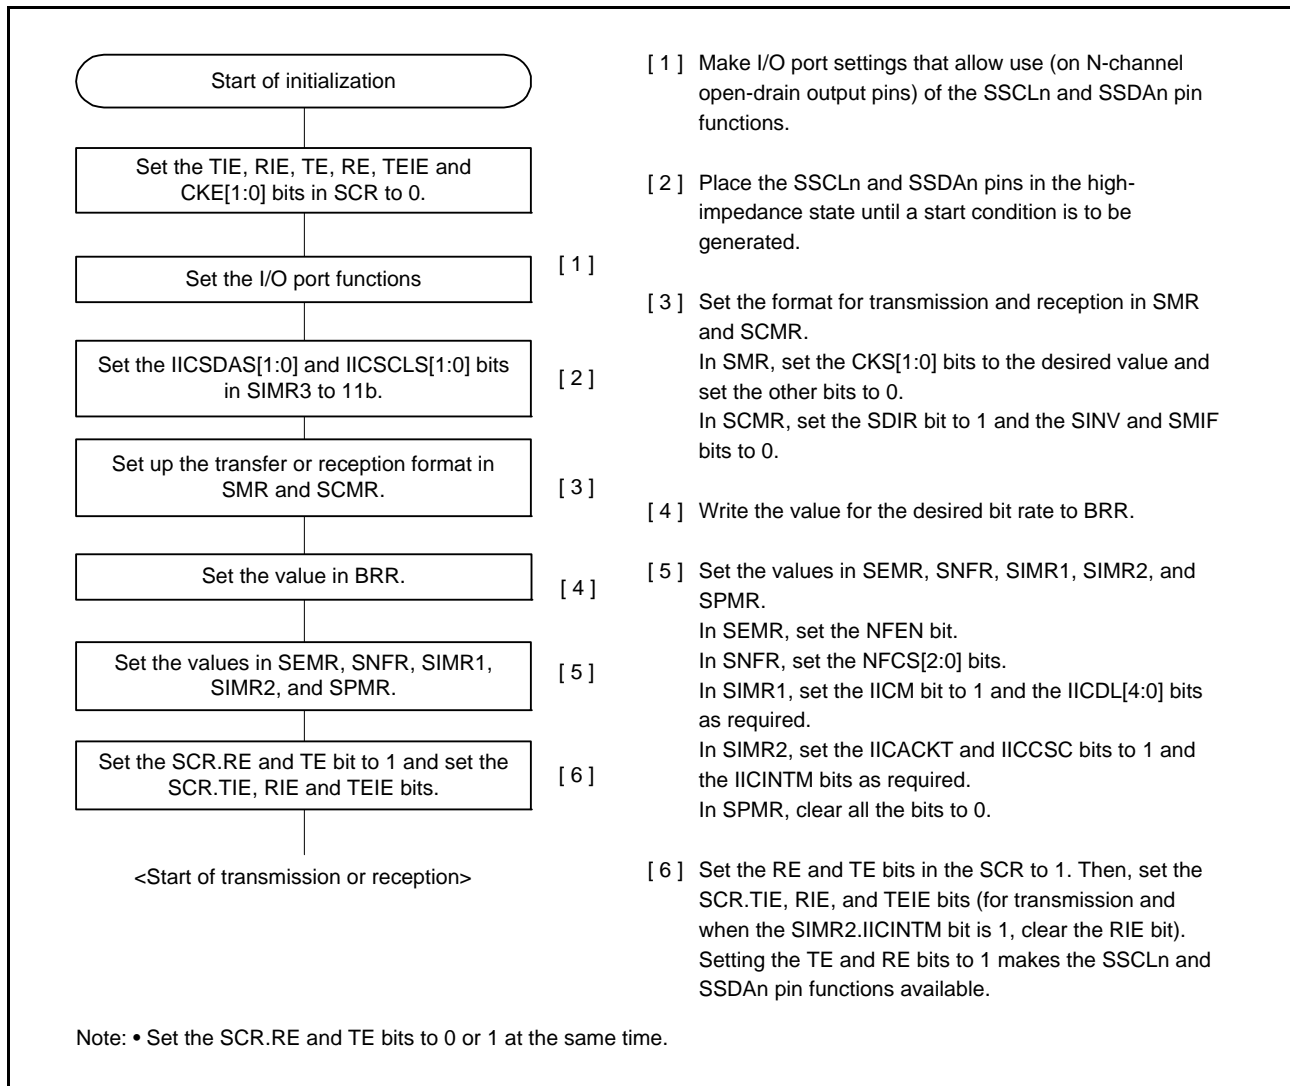 Start of initialization
Set the TIE, RIE, TE, RE, TEIE and
CKE[1:0] bits in SCR to 0.
Set the I/O port functions
[ 1 ]
Set the IICSDAS[1:0] and IICSCLS[1:0] bits
in SIMR3 to 11b.
[ 2 ]
Set up the transfer or reception format in
SMR and SCMR.
[ 3 ]
Set the value in BRR.
[ 4 ]
Set the values in SEMR, SNFR, SIMR1,
SIMR2, and SPMR.
[ 5 ]
Set the SCR.RE and TE bit to 1 and set the
SCR.TIE, RIE and TEIE bits.
[ 6 ]
<Start of transmission or reception>
[ 1 ] Make I/O port settings that allow use (on N-channel
open-drain output pins) of the SSCLn and SSDAn pin
functions.
[ 2 ] Place the SSCLn and SSDAn pins in the high-
impedance state until a start condition is to be
generated.
[ 3 ] Set the format for transmission and reception in SMR
and SCMR.
In SMR, set the CKS[1:0] bits to the desired value and
set the other bits to 0.
In SCMR, set the SDIR bit to 1 and the SINV and SMIF
bits to 0.
[ 4 ] Write the value for the desired bit rate to BRR.
[ 5 ] Set the values in SEMR, SNFR, SIMR1, SIMR2, and
SPMR.
In SEMR, set the NFEN bit.
In SNFR, set the NFCS[2:0] bits.
In SIMR1, set the IICM bit to 1 and the IICDL[4:0] bits
as required.
In SIMR2, set the IICACKT and IICCSC bits to 1 and
the IICINTM bits as required.
In SPMR, clear all the bits to 0.
[ 6 ] Set the RE and TE bits in the SCR to 1. Then, set the
SCR.TIE, RIE, and TEIE bits (for transmission and
when the SIMR2.IICINTM bit is 1, clear the RIE bit).
Setting the TE and RE bits to 1 makes the SSCLn and
SSDAn pin functions available.
Note: • Set the SCR.RE and TE bits to 0 or 1 at the same time.